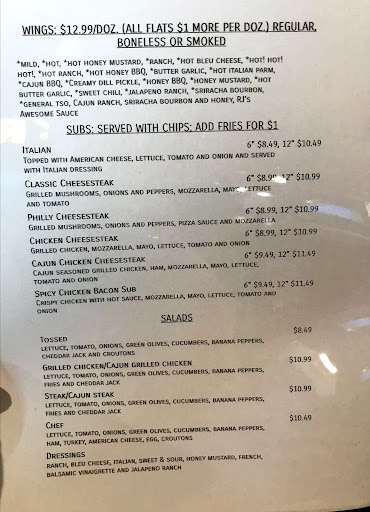 WINGS: $12.99/DOZ. (ALL FLATS $1 MORE PER DOZ.) REGULAR,
BONELESS OR SMOKED
*MILD, *HOT, *HOT HONEY MUSTARD, *RANCH, *HOT BLEU CHEESE, *HOT! HOT!
HOT!, *HOT RANCH, *HOT HONEY BBQ, *BUTTER GARLIC, *HOT ITALIAN PARM,
*CAJUN BBQ, *CREAMY DILL PICKLE, *HONEY BBQ, *HONEY MUSTARD, *HOT
BUTTER GARLIC, *SWEET CHILI, *JALAPENO RANCH, *SRIRACHA BOURBON,
*GENERAL TSO, CAJUN RANCH, SRIRACHA BOURBON AND HONEY, RJ'S
AWESOME SAUCE
SUBS: SERVED WITH CHIPS; ADD FRIES FOR $1
ITALIAN 6" $8.49, 12" $10.49
TOPPED WITH AMERICAN CHEESE, LETTUCE, TOMATO AND ONION AND SERVED
WITH ITALIAN DRESSING
CLASSIC CHEESESTEAK 6" $8.99, 12" $10.99
GRILLED MUSHROOMS, ONIONS AND PEPPERS, MOZZARELLA, MAYO, LETTUCE
AND TOMATO
PHILLY CHEESESTEAK 6" $8.99, 12" $10.99
GRILLED MUSHROOMS, ONIONS AND PEPPERS, PIZZA SAUCE AND MOZZARELLA
CHICKEN CHEESESTEAK 6" $8.99, 12" $10.99
GRILLED CHICKEN, MOZZARELLA, MAYO, LETTUCE, TOMATO AND ONION
CAJUN CHICKEN CHEESESTEAK 6" $9.49, 12" $11.49
CAJUN SEASONED GRILLED CHICKEN, HAM, MOZZARELLA, MAYO, LETTUCE,
TOMATO AND ONION
SPICY CHICKEN BACON SUB 6" $9.49, 12" $11.49
CRISPY CHICKEN WITH HOT SAUCE, MOZZARELLA, MAYO, LETTUCE, TOMATO AND
ONION
SALADS
TOSSED $8.49
LETTUCE, TOMATO, ONIONS, GREEN OLIVES, CUCUMBERS, BANANA PEPPERS,
CHEDDAR JACK AND CROUTONS
GRILLED CHICKEN/CAJUN GRILLED CHICKEN $10.99
LETTUCE, TOMATO, ONIONS, GREEN OLIVES, CUCUMBERS, BANANA PEPPERS,
FRIES AND CHEDDAR JACK
STEAK/CAJUN STEAK $10.99
LETTUCE, TOMATO, ONIONS, GREEN OLIVES, CUCUMBERS, BANANA PEPPERS,
FRIES AND CHEDDAR JACK
CHEF $10.49
LETTUCE, TOMATO, ONIONS, GREEN OLIVES, CUCUMBERS, BANANA PEPPERS,
HAM, TURKEY, AMERICAN CHEESE, EGG, CROUTONS
DRESSINGS
RANCH, BLEU CHEESE, ITALIAN, SWEET & SOUR, HONEY MUSTARD, FRENCH,
BALSAMIC VINAIGRETTE AND JALAPENO RANCH